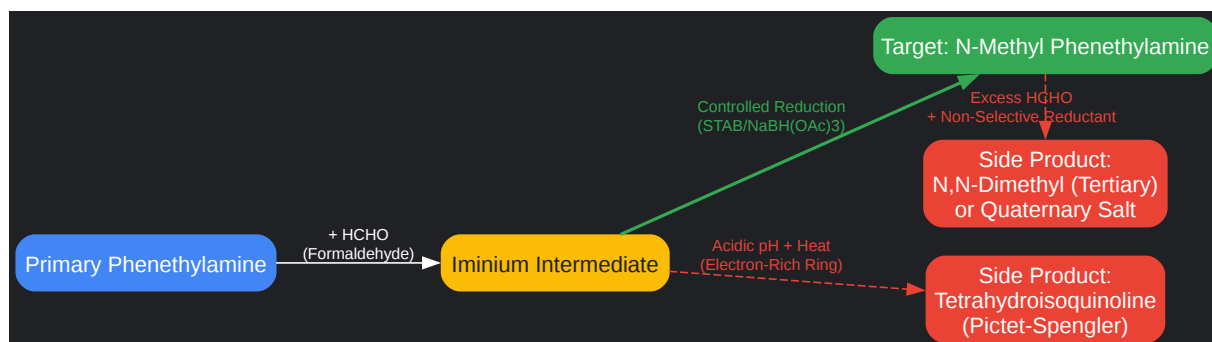 Target: N-Methyl Phenethylamine
Controlled Reduction
(STAB/NaBH(OAc)3)
Excess HCHO
+ Non-Selective Reductant
Side Product:
N,N-Dimethyl (Tertiary)
or Quaternary Salt
Primary Phenethylamine
+ HCHO
(Formaldehyde)
Iminium Intermediate
Acidic pH + Heat
(Electron-Rich Ring)
Side Product:
Tetrahydroisoquinoline
(Pictet-Spengler)